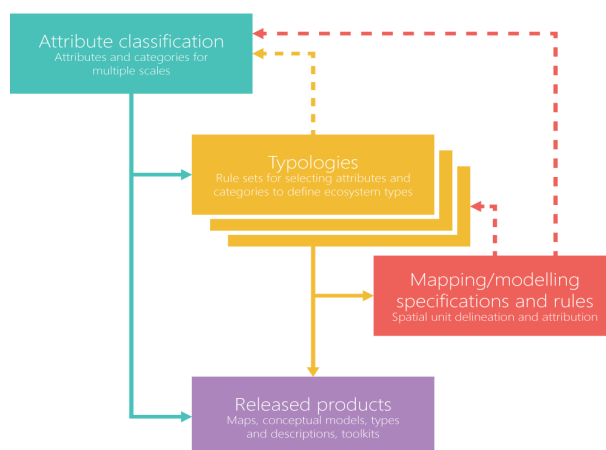 Attribute classification
Attributes and categories for
multiple scales
Typologies
Rule sets for selecting attributes and
categories to define ecosystem types
Mapping/modelling
specifications and rules
Spatial unit delineation and attribution
Released products
Maps, conceptual models, types
and descriptions, toolkits